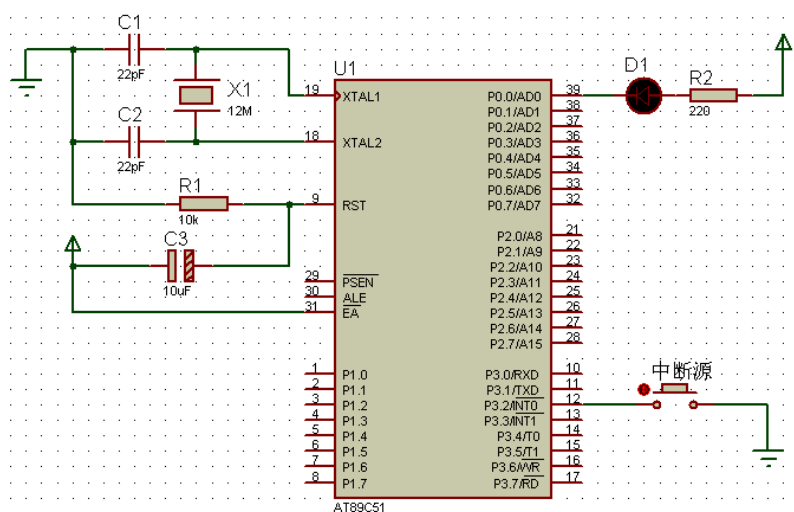 C1
22pF
X1
12M
C2
22pF
R1
10k
C3
10uF
U1
19 XTAL1
18 XTAL2
9 RST
29 PSEN
30 ALE
31 EA
1 P1.0
2 P1.1
3 P1.2
4 P1.3
5 P1.4
6 P1.5
7 P1.6
8 P1.7
P0.0/AD0 39
P0.1/AD1 38
P0.2/AD2 37
P0.3/AD3 36
P0.4/AD4 35
P0.5/AD5 34
P0.6/AD6 33
P0.7/AD7 32
P2.0/A8 21
P2.1/A9 22
P2.2/A10 23
P2.3/A11 24
P2.4/A12 25
P2.5/A13 26
P2.6/A14 27
P2.7/A15 28
P3.0/RXD 10
P3.1/TXD 11
P3.2/INT0 12
P3.3/INT1 13
P3.4/T0 14
P3.5/T1 15
P3.6/WR 16
P3.7/RD 17
AT89C51
D1
R2
220
中断源